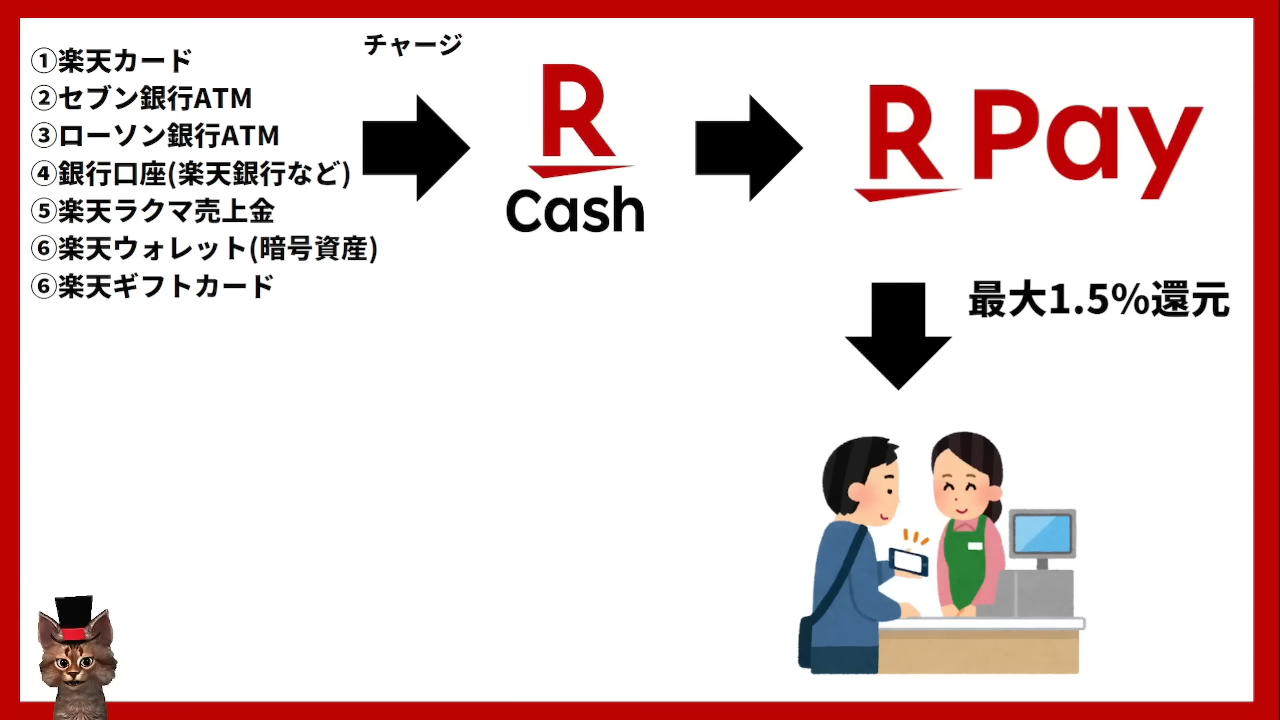 ①楽天カード
②セブン銀行ATM
③ローソン銀行ATM
④銀行口座(楽天銀行など)
⑤楽天ラクマ売上金
⑥楽天ウォレット(暗号資産)
⑥楽天ギフトカード
チャージ
R
Cash
R Pay
最大1.5%還元